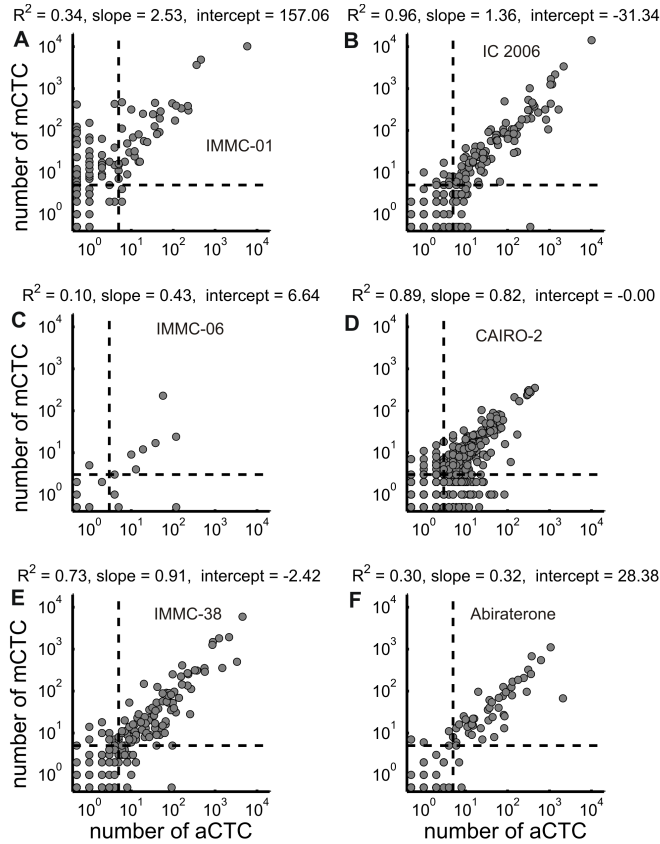 R² = 0.34, slope = 2.53, intercept = 157.06
R² = 0.96, slope = 1.36, intercept = -31.34
A
IMMC-01
number of mCTC
10⁴
10³
10²
10¹
10⁰
10⁰ 10¹ 10² 10³ 10⁴
B
IC 2006
10⁴
10³
10²
10¹
10⁰
10⁰ 10¹ 10² 10³ 10⁴
R² = 0.10, slope = 0.43, intercept = 6.64
R² = 0.89, slope = 0.82, intercept = -0.00
C
IMMC-06
number of mCTC
10⁴
10³
10²
10¹
10⁰
10⁰ 10¹ 10² 10³ 10⁴
D
CAIRO-2
10⁴
10³
10²
10¹
10⁰
10⁰ 10¹ 10² 10³ 10⁴
R² = 0.73, slope = 0.91, intercept = -2.42
R² = 0.30, slope = 0.32, intercept = 28.38
E
IMMC-38
number of mCTC
10⁴
10³
10²
10¹
10⁰
10⁰ 10¹ 10² 10³ 10⁴
number of aCTC
F
Abiraterone
10⁴
10³
10²
10¹
10⁰
10⁰ 10¹ 10² 10³ 10⁴
number of aCTC